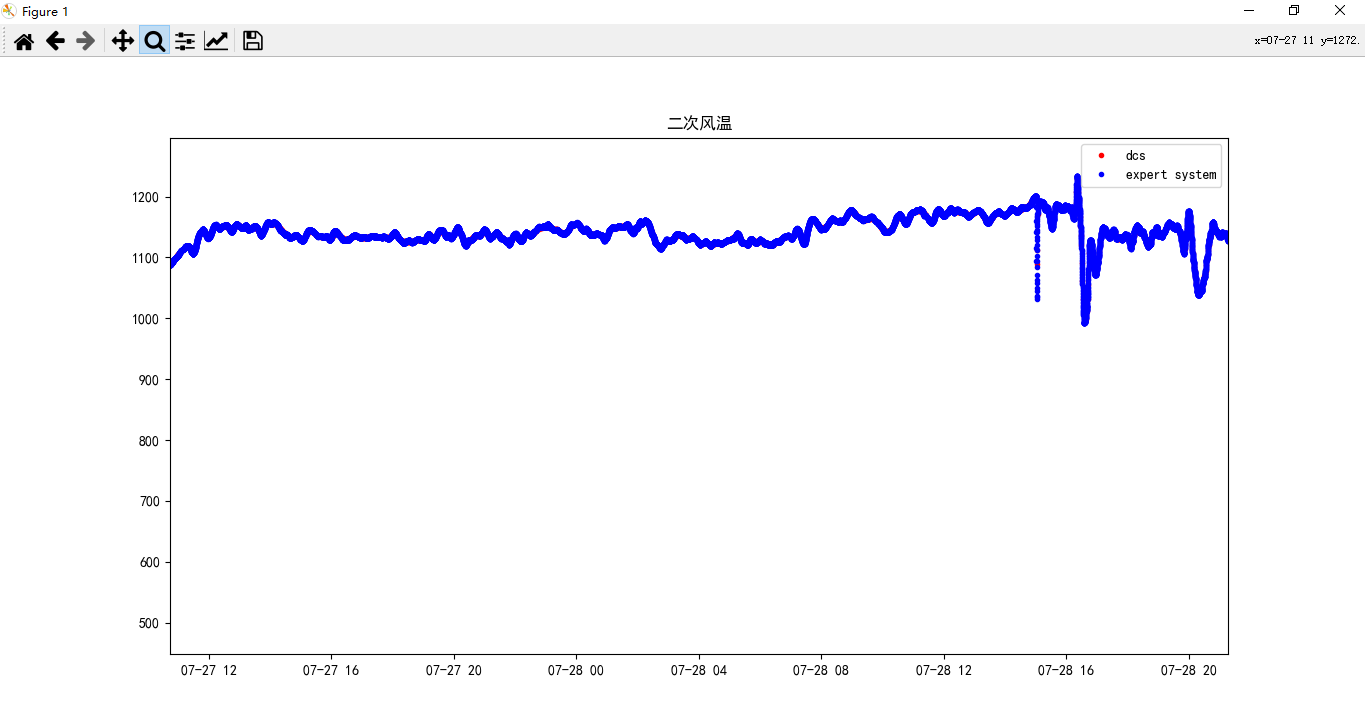 Figure 1
x=07-27 11 y=1272.
二次风温
dcs
expert system
1200
1100
1000
900
800
700
600
500
07-27 12 07-27 16 07-27 20 07-28 00 07-28 04 07-28 08 07-28 12 07-28 16 07-28 20